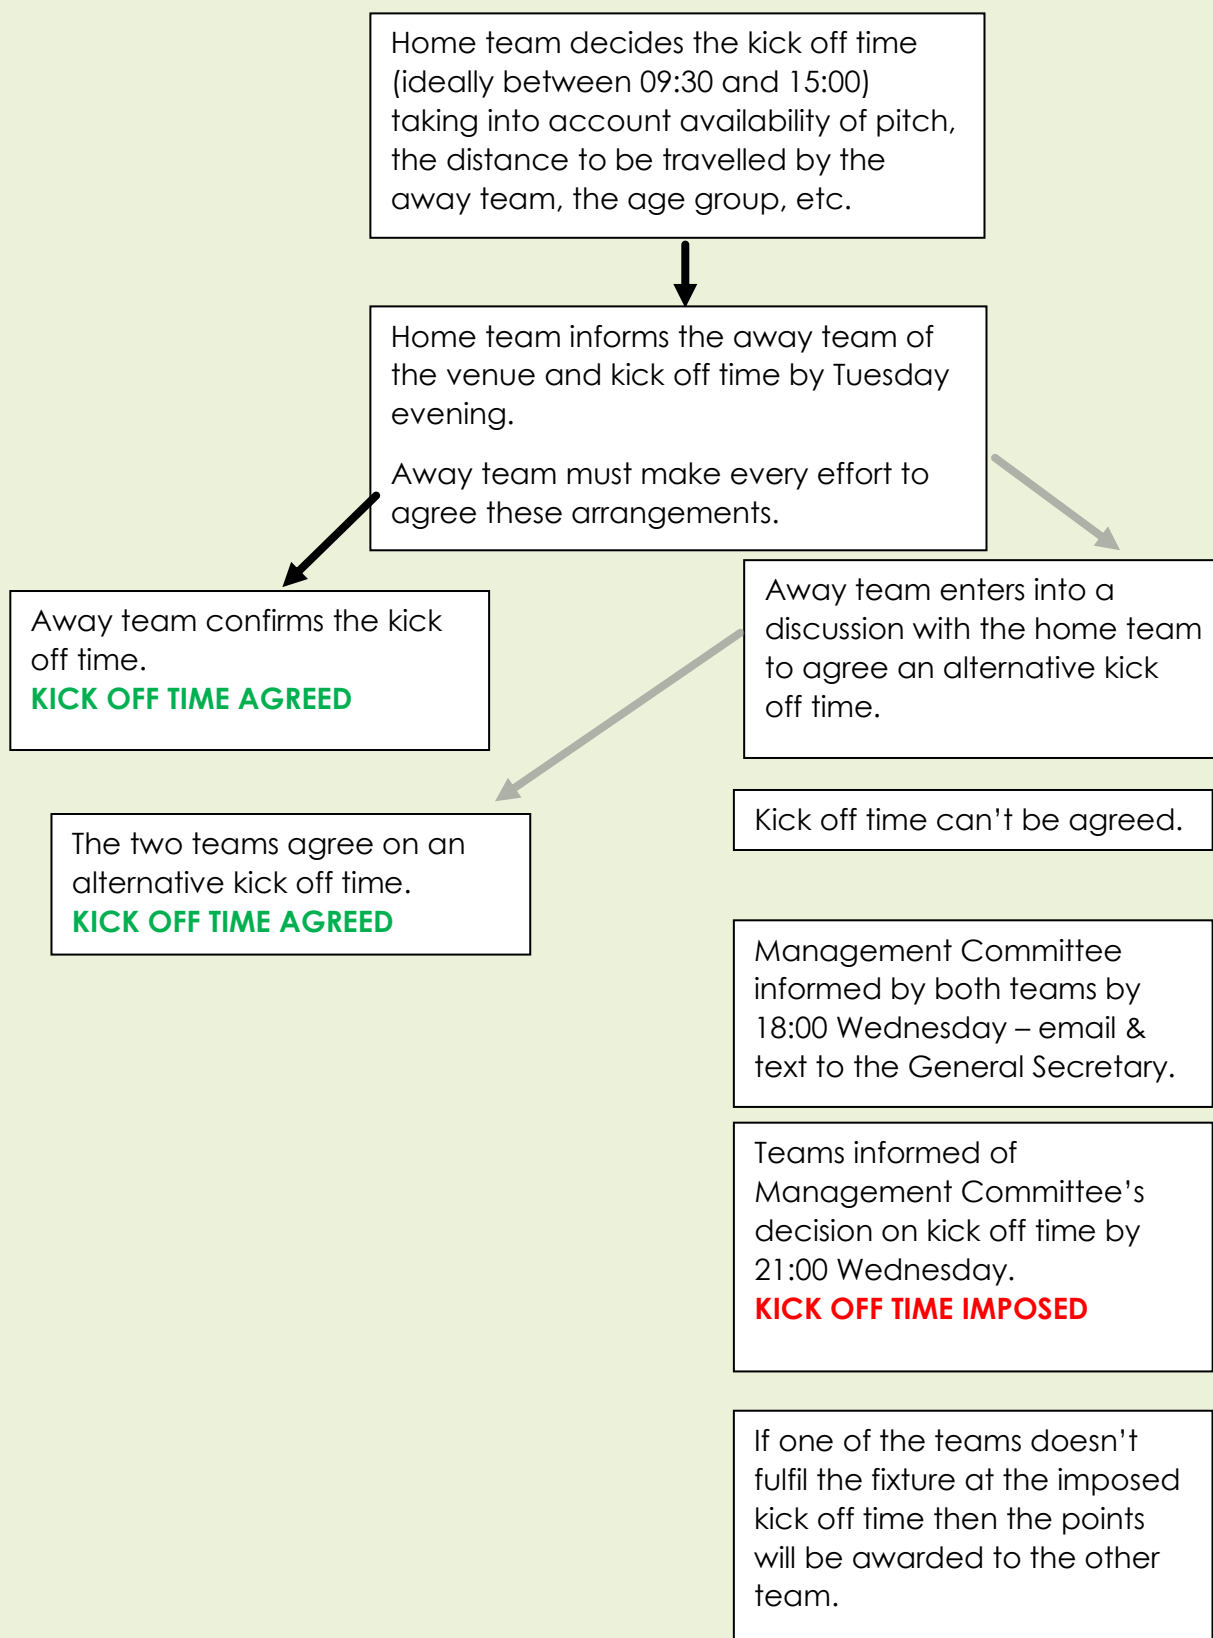 Home team decides the kick off time
(ideally between 09:30 and 15:00)
taking into account availability of pitch,
the distance to be travelled by the
away team, the age group, etc.
Home team informs the away team of
the venue and kick off time by Tuesday
evening.
Away team must make every effort to
agree these arrangements.
Away team confirms the kick
off time.
KICK OFF TIME AGREED
Away team enters into a
discussion with the home team
to agree an alternative kick
off time.
The two teams agree on an
alternative kick off time.
KICK OFF TIME AGREED
Kick off time can’t be agreed.
Management Committee
informed by both teams by
18:00 Wednesday – email &
text to the General Secretary.
Teams informed of
Management Committee’s
decision on kick off time by
21:00 Wednesday.
KICK OFF TIME IMPOSED
If one of the teams doesn’t
fulfil the fixture at the imposed
kick off time then the points
will be awarded to the other
team.